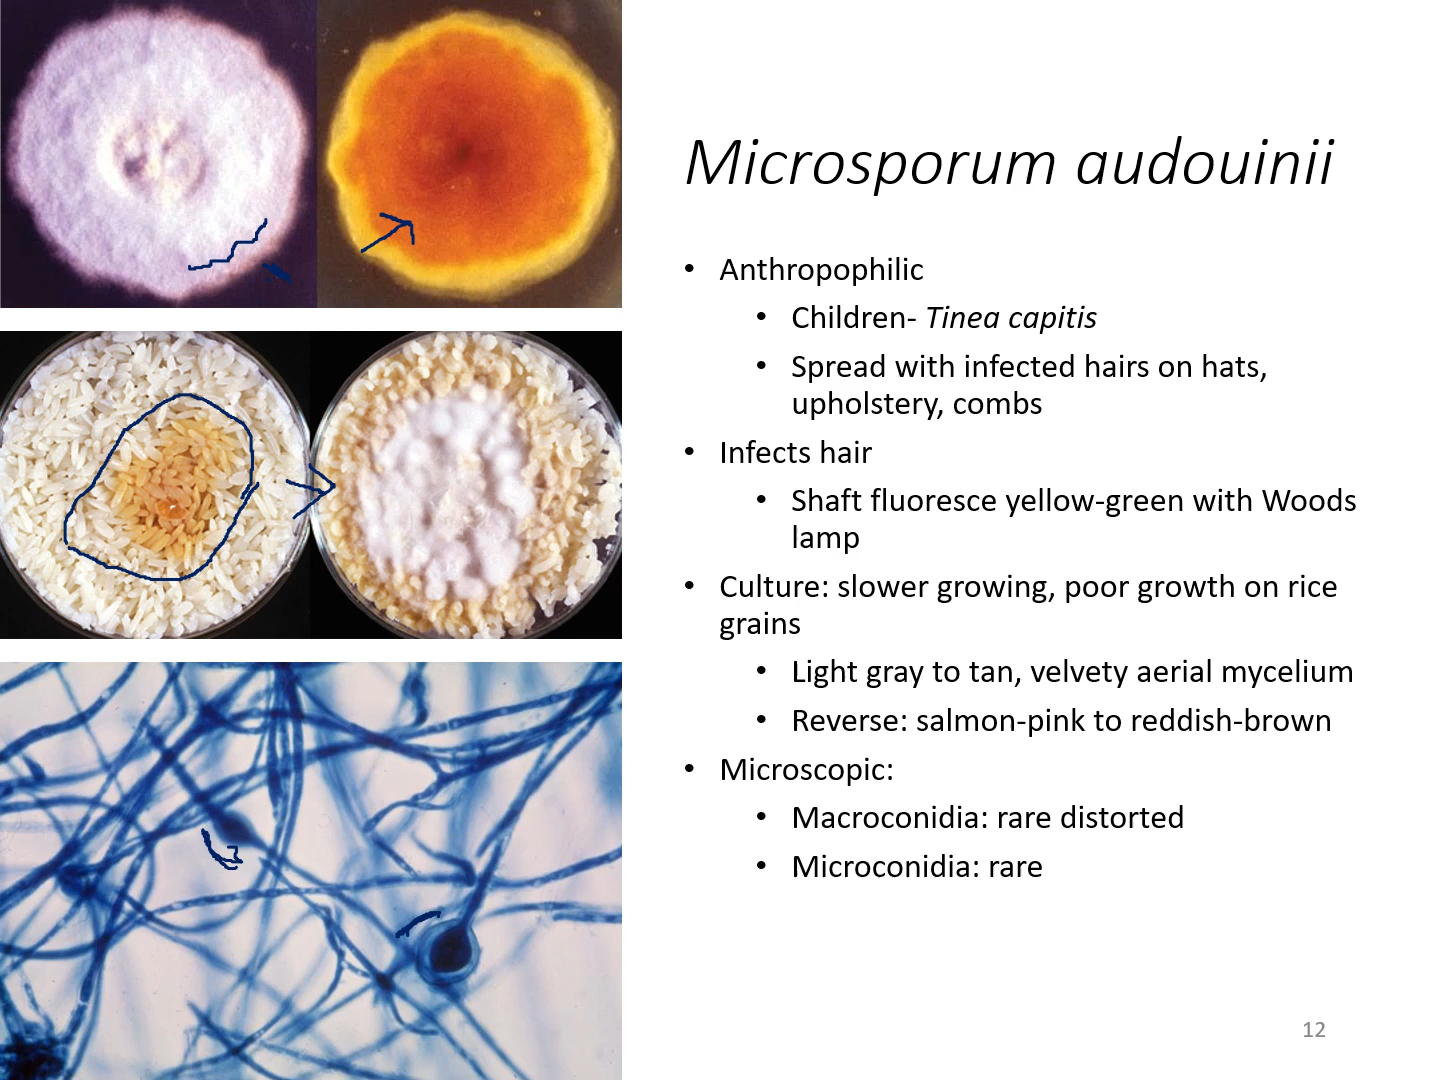 Microsporum audouinii
• Anthropophilic
• Children- Tinea capitis
• Spread with infected hairs on hats,
upholstery, combs
• Infects hair
• Shaft fluoresce yellow-green with Woods
lamp
• Culture: slower growing, poor growth on rice
grains
• Light gray to tan, velvety aerial mycelium
• Reverse: salmon-pink to reddish-brown
• Microscopic:
• Macroconidia: rare distorted
• Microconidia: rare
12